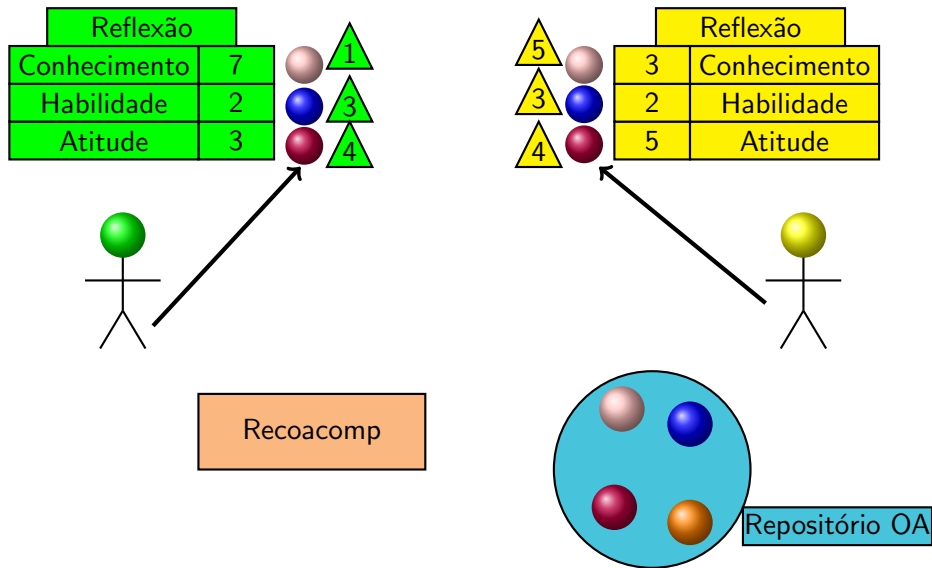 Reflexão
Conhecimento 7 1
Habilidade 2 3
Atitude 3 4
Reflexão
5 3 Conhecimento
3 2 Habilidade
4 5 Atitude
Recoacomp
Repositório OA